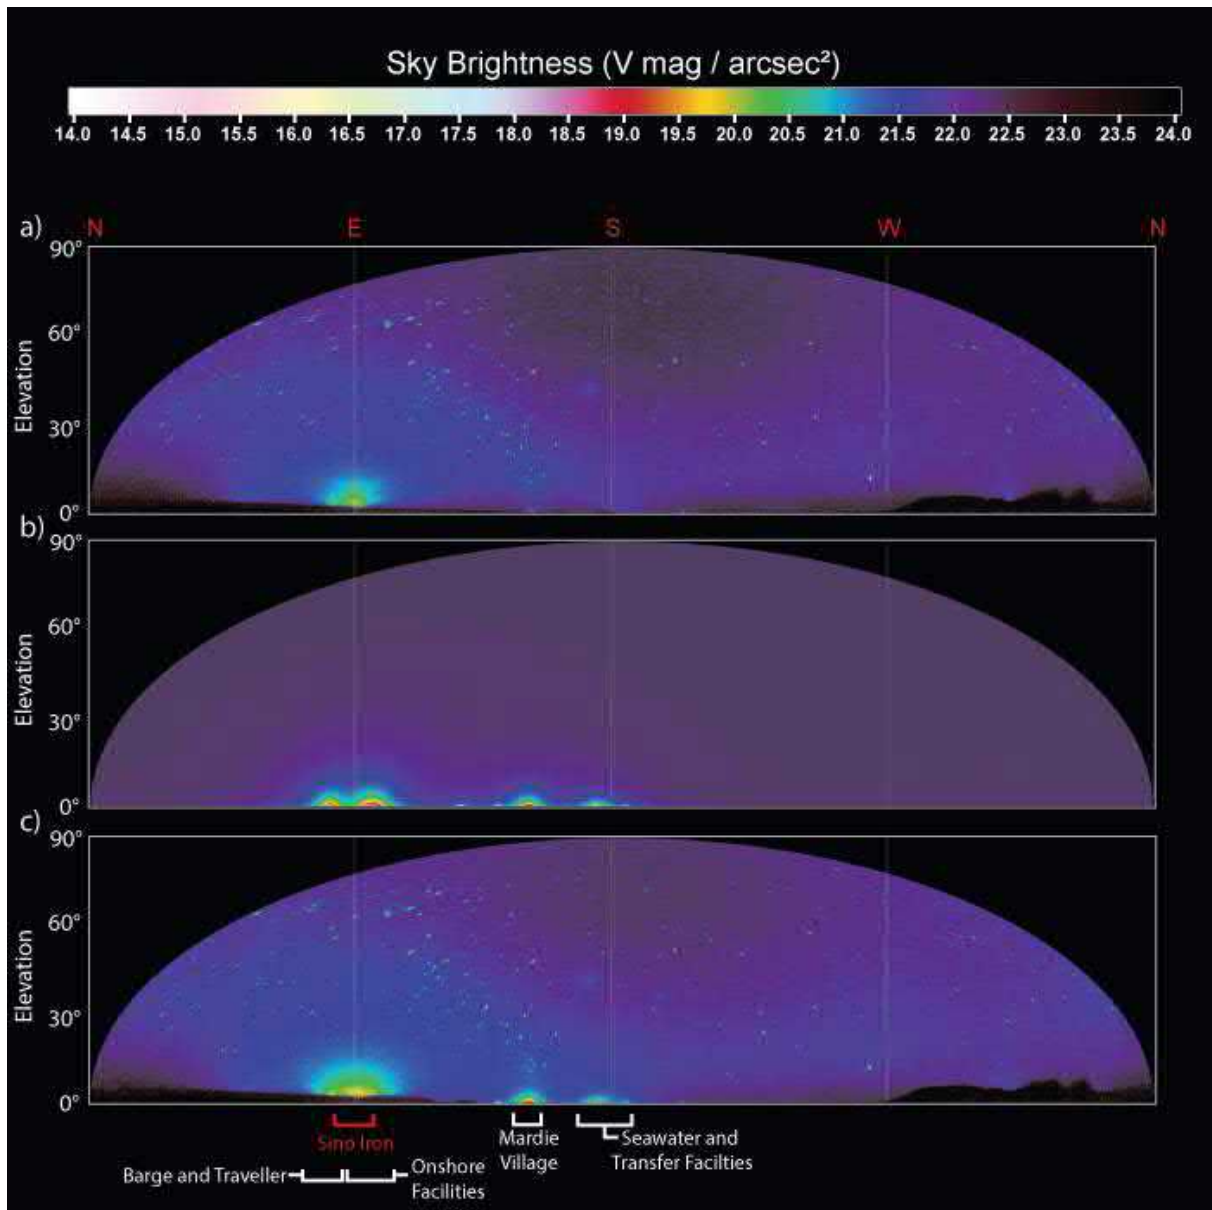 Sky Brightness (V mag / arcsec²)
14.0 14.5 15.0 15.5 16.0 16.5 17.0 17.5 18.0 18.5 19.0 19.5 20.0 20.5 21.0 21.5 22.0 22.5 23.0 23.5 24.0
a) N E S W N
90°
60°
30°
0°
Elevation
b)
90°
60°
30°
0°
Elevation
c)
90°
60°
30°
0°
Elevation
Sino Iron
Mardie
Village
Seawater and
Transfer Facilties
Barge and Traveller
Onshore
Facilities